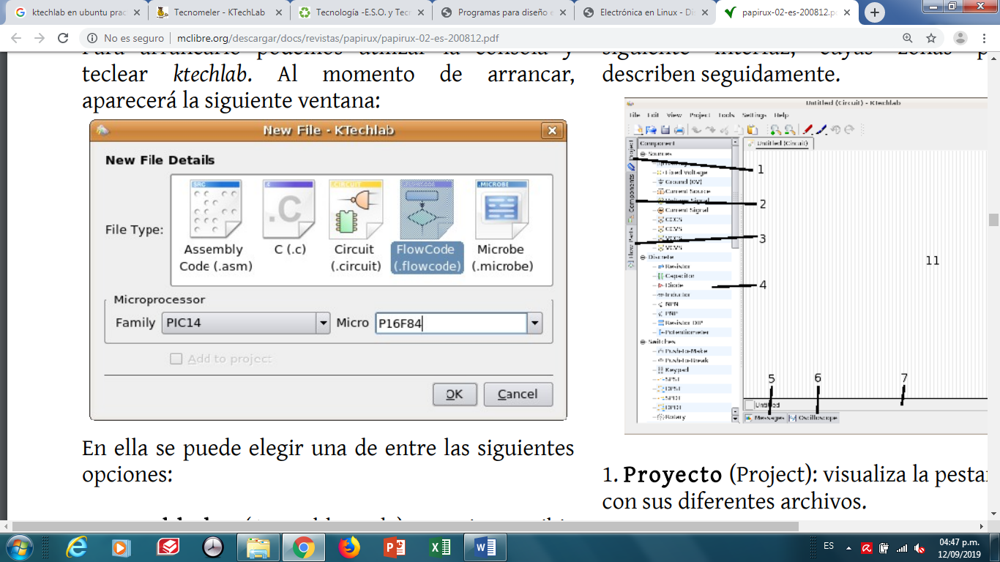 ktechlab en ubuntu prac
Tecnomeler - KTechLab
Tecnología -E.S.O. y Tecn
Programas para diseño e
Electrónica en Linux - Dis
papirux-02-es-200812.p
No es seguro | mclibre.org/descargar/docs/revistas/papirux/papirux-02-es-200812.pdf
Para arrancarlo podemos utilizar la consola y
teclear ktechlab. Al momento de arrancar,
aparecerá la siguiente ventana:
New File - KTechlab
New File Details
File Type:
SRC
Assembly
Code (.asm)
C
.C
C (.c)
.CIRCUIT
Circuit
(.circuit)
FlowCode
(.flowcode)
.MICROBE
Microbe
(.microbe)
Microprocessor
Family PIC14 Micro P16F84
Add to project
OK Cancel
En ella se puede elegir una de entre las siguientes
opciones:
siguiente interfaz, cuyas zonas
describen seguidamente.
Untitled (Circuit) - KTechlab
File Edit View Project Tools Settings Help
Project
Components
Flow Parts
Component
Untitled (Circuit)
Sources
Fixed Voltage
Ground (0V)
Current Source
Voltage Signal
Current Signal
CCCS
CCVS
VCCS
VCVS
Discrete
Resistor
Capacitor
Diode
Inductor
NPN
PNP
Resistor DIP
Potentiometer
Switches
Push-to-Make
Push-to-Break
Keypad
SPST
DPST
SPDT
DPDT
Rotary
1
2
3
4
11
5 6 7
Untitled
Messages Oscilloscope
1. Proyecto (Project): visualiza la pesta
con sus diferentes archivos.
ES
04:47 p.m.
12/09/2019